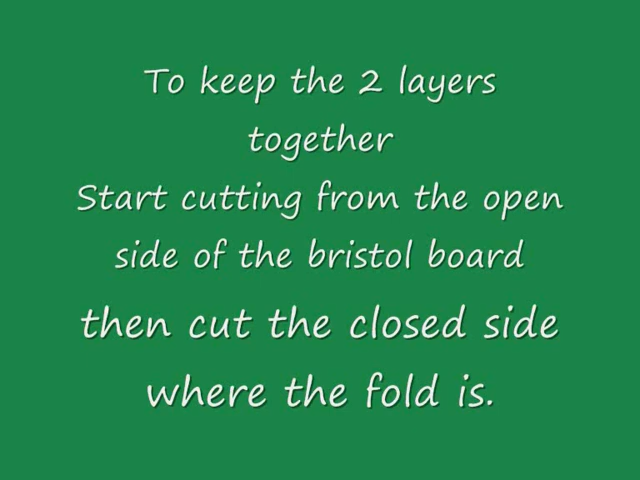 To keep the 2 layers
together
Start cutting from the open
side of the bristol board
then cut the closed side
where the fold is.